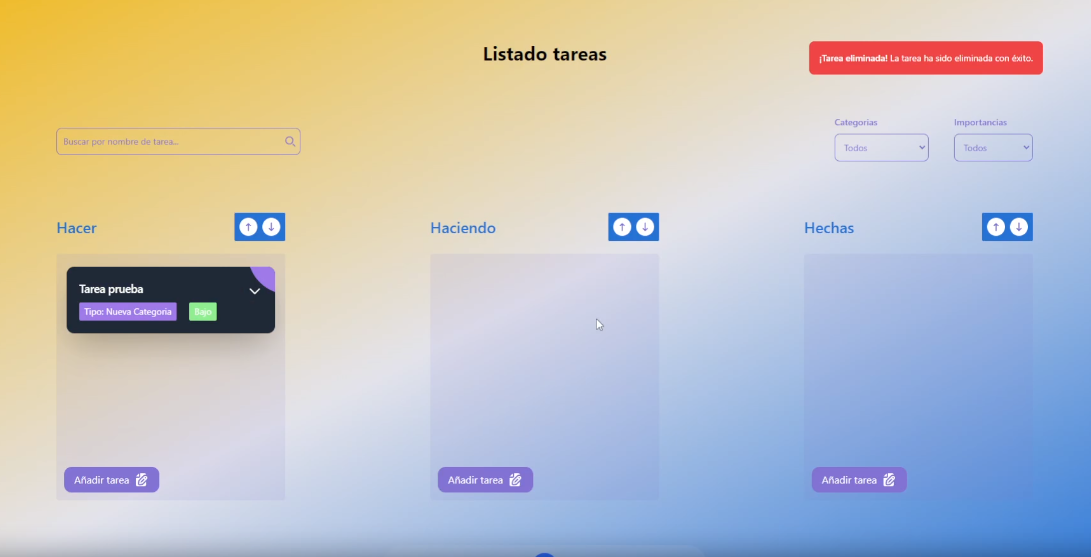 Listado tareas
¡Tarea eliminada! La tarea ha sido eliminada con éxito.
Buscar por nombre de tarea...
Categorias
Todos
Importancias
Todos
Hacer
Haciendo
Hechas
Tarea prueba
Tipo: Nueva Categoria
Bajo
Añadir tarea
Añadir tarea
Añadir tarea